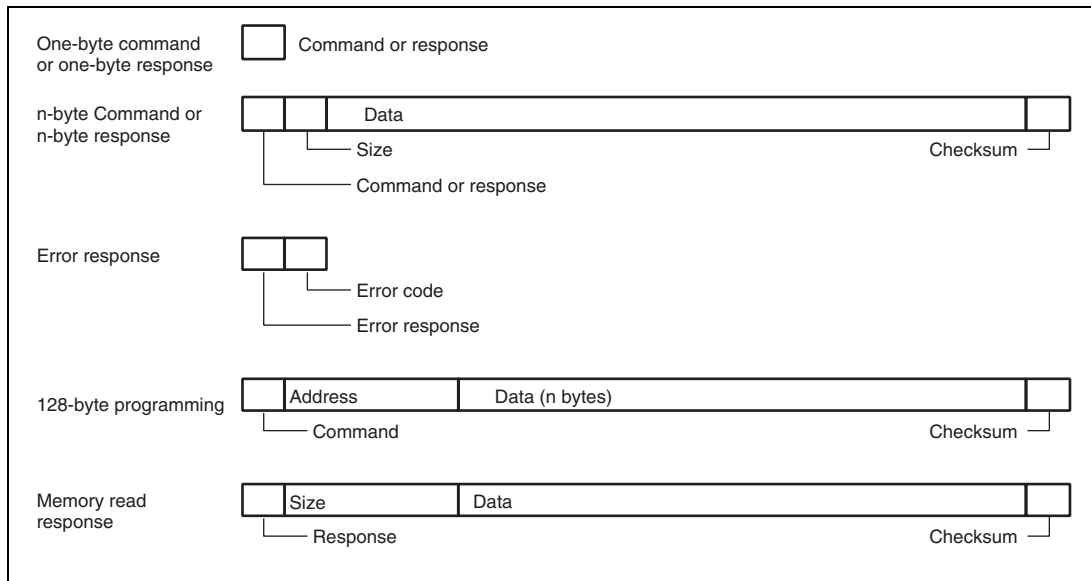 One-byte command
or one-byte response
Command or response
n-byte Command or
n-byte response
Data
Size
Checksum
Command or response
Error response
Error code
Error response
128-byte programming
Address
Data (n bytes)
Command
Checksum
Memory read
response
Size
Data
Response
Checksum